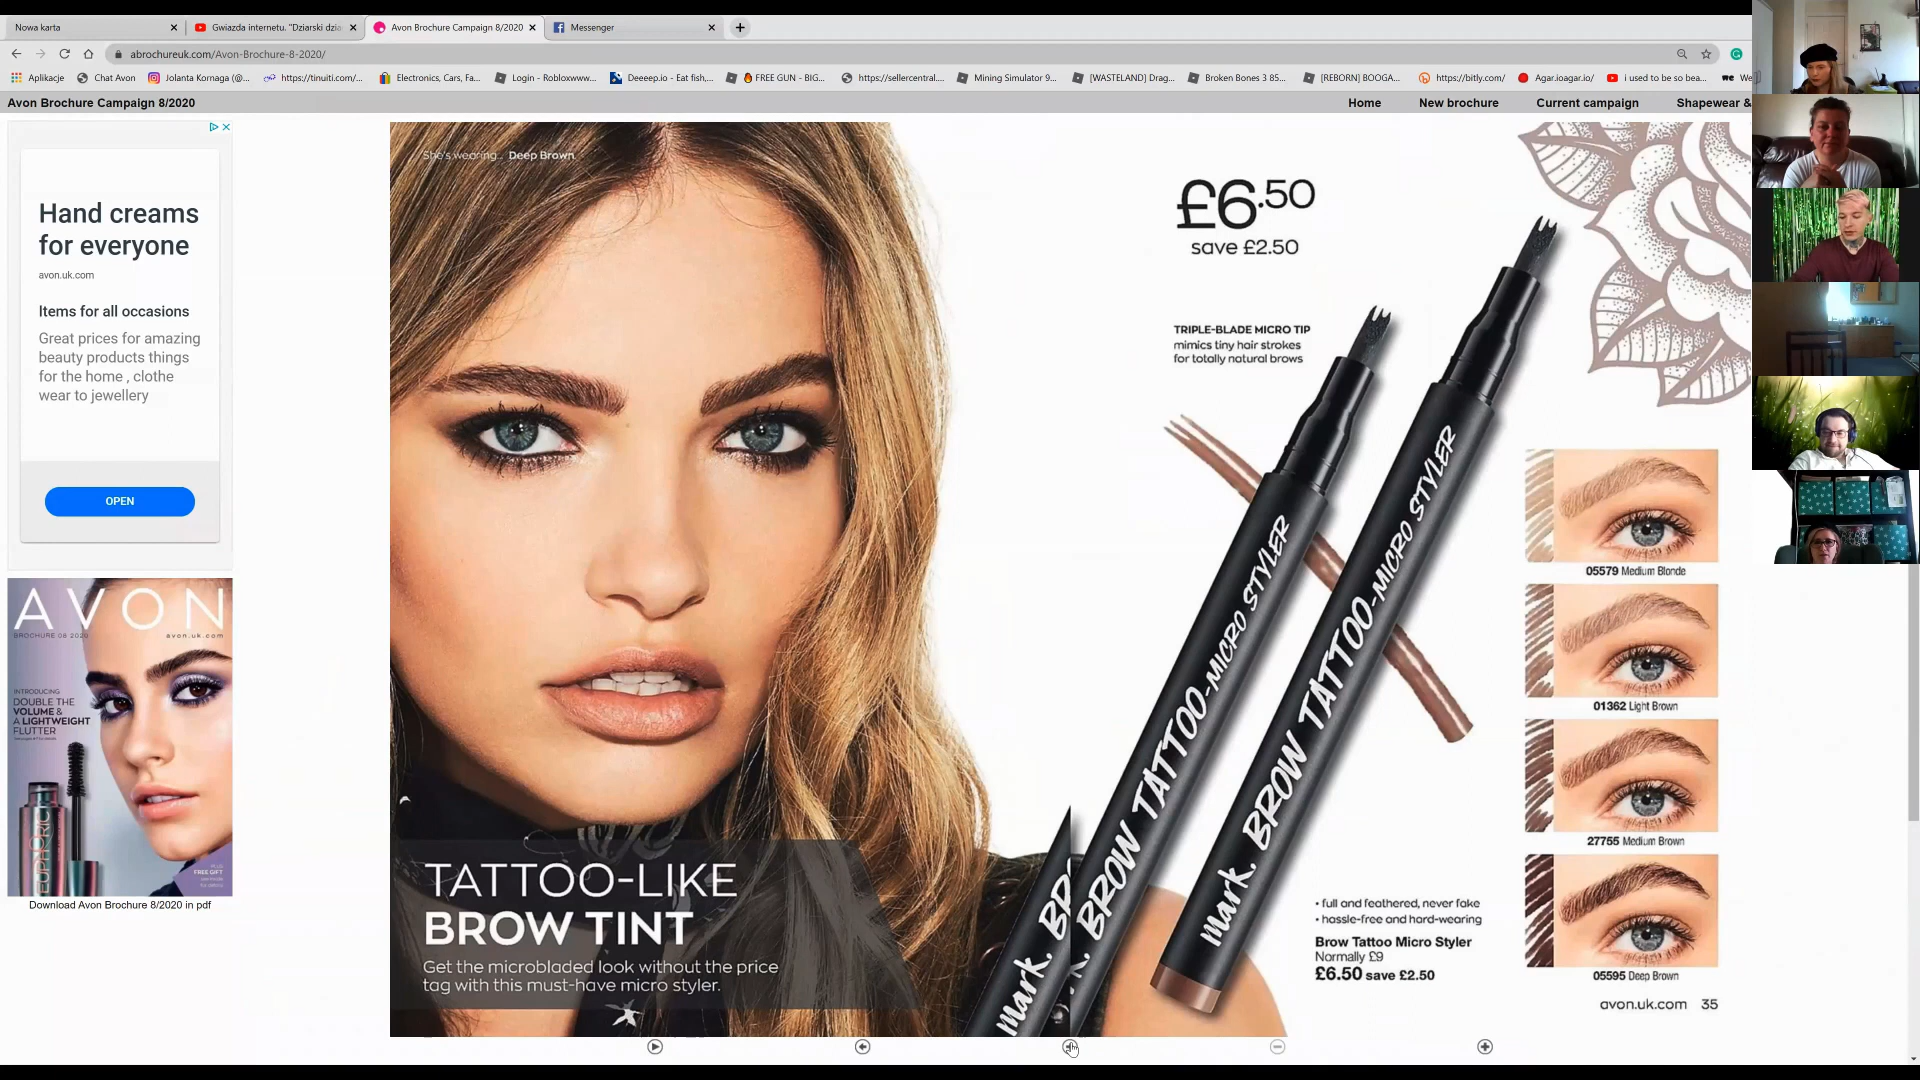 Nowa karta
Gwiazda internetu. "Dziarski dzia
Avon Brochure Campaign 8/2020
Messenger
abrochureuk.com/Avon-Brochure-8-2020/
Aplikacje
Chat Avon
Jolanta Kornaga (@...
https://tinuiti.com/...
Electronics, Cars, Fa...
Login - Robloxwww...
Deeeep.io - Eat fish,...
FREE GUN - BIG...
https://sellercentral....
Mining Simulator 9...
[WASTELAND] Drag...
Broken Bones 3 85...
[REBORN] BOOGA...
https://bitly.com/
Agar.ioagar.io/
i used to be so bea...
We
Avon Brochure Campaign 8/2020
Home
New brochure
Current campaign
Shapewear &
Hand creams
for everyone
avon.uk.com
Items for all occasions
Great prices for amazing
beauty products things
for the home , clothe
wear to jewellery
OPEN
AVON
BROCHURE 08 2020
avon.uk.com
INTRODUCING
DOUBLE THE
VOLUME &
A LIGHTWEIGHT
FLUTTER
EUPHORIC
PLUS
FREE GIFT
Download Avon Brochure 8/2020 in pdf
She's wearing... Deep Brown
TATTOO-LIKE
BROW TINT
Get the microbladed look without the price
tag with this must-have micro styler.
£6.50
save £2.50
TRIPLE-BLADE MICRO TIP
mimics tiny hair strokes
for totally natural brows
mark. BR
k. BROW TATTOO-MICRO STYLER
mark. BROW TATTOO-MICRO STYLER
05579 Medium Blonde
01362 Light Brown
27755 Medium Brown
05595 Deep Brown
• full and feathered, never fake
• hassle-free and hard-wearing
Brow Tattoo Micro Styler
Normally £9
£6.50 save £2.50
avon.uk.com 35